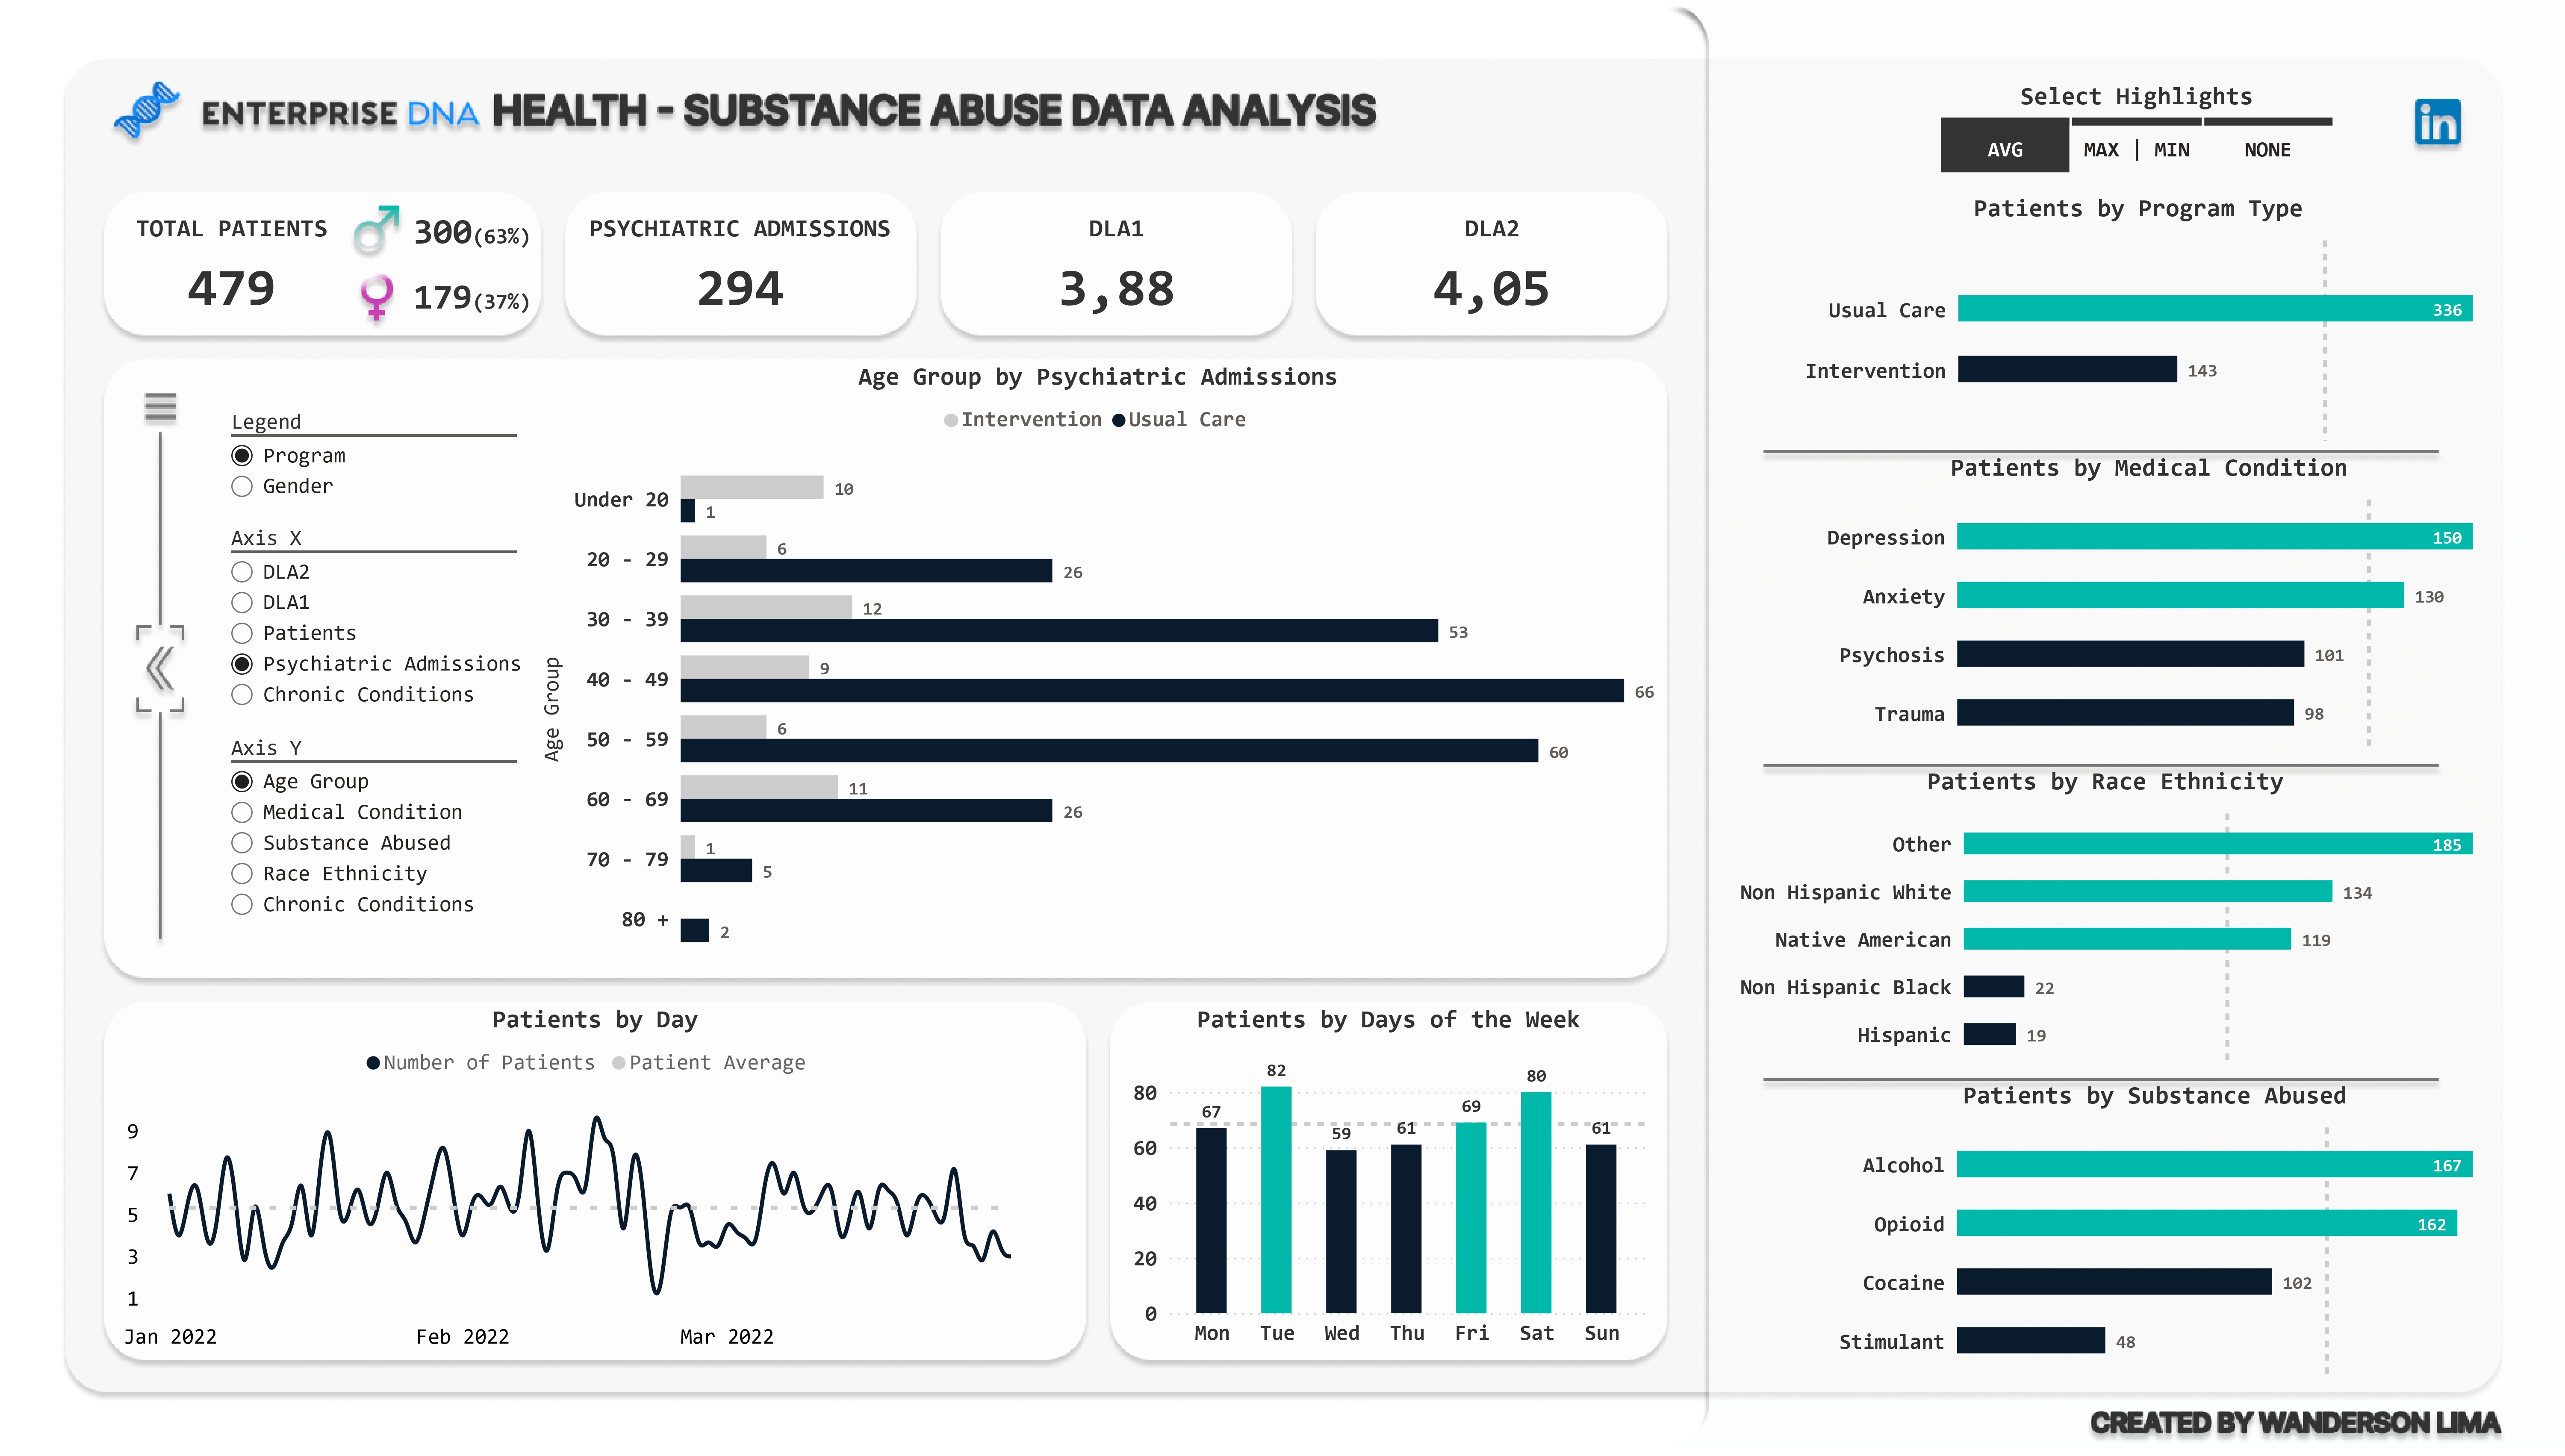 ENTERPRISE DNA HEALTH - SUBSTANCE ABUSE DATA ANALYSIS
TOTAL PATIENTS
479
300(63%)
179(37%)
PSYCHIATRIC ADMISSIONS
294
DLA1
3,88
DLA2
4,05
Legend
Program
Gender
Axis X
DLA2
DLA1
Patients
Psychiatric Admissions
Chronic Conditions
Axis Y
Age Group
Medical Condition
Substance Abused
Race Ethnicity
Chronic Conditions
Age Group by Psychiatric Admissions
Intervention Usual Care
Age Group
Under 20 10 1
20 - 29 6 26
30 - 39 12 53
40 - 49 9 66
50 - 59 6 60
60 - 69 11 26
70 - 79 1 5
80 + 2
Patients by Day
Number of Patients Patient Average
9
7
5
3
1
Jan 2022 Feb 2022 Mar 2022
Patients by Days of the Week
80
60
40
20
0
67 82 59 61 69 80 61
Mon Tue Wed Thu Fri Sat Sun
Select Highlights
AVG MAX | MIN NONE
in
Patients by Program Type
Usual Care 336
Intervention 143
Patients by Medical Condition
Depression 150
Anxiety 130
Psychosis 101
Trauma 98
Patients by Race Ethnicity
Other 185
Non Hispanic White 134
Native American 119
Non Hispanic Black 22
Hispanic 19
Patients by Substance Abused
Alcohol 167
Opioid 162
Cocaine 102
Stimulant 48
CREATED BY WANDERSON LIMA